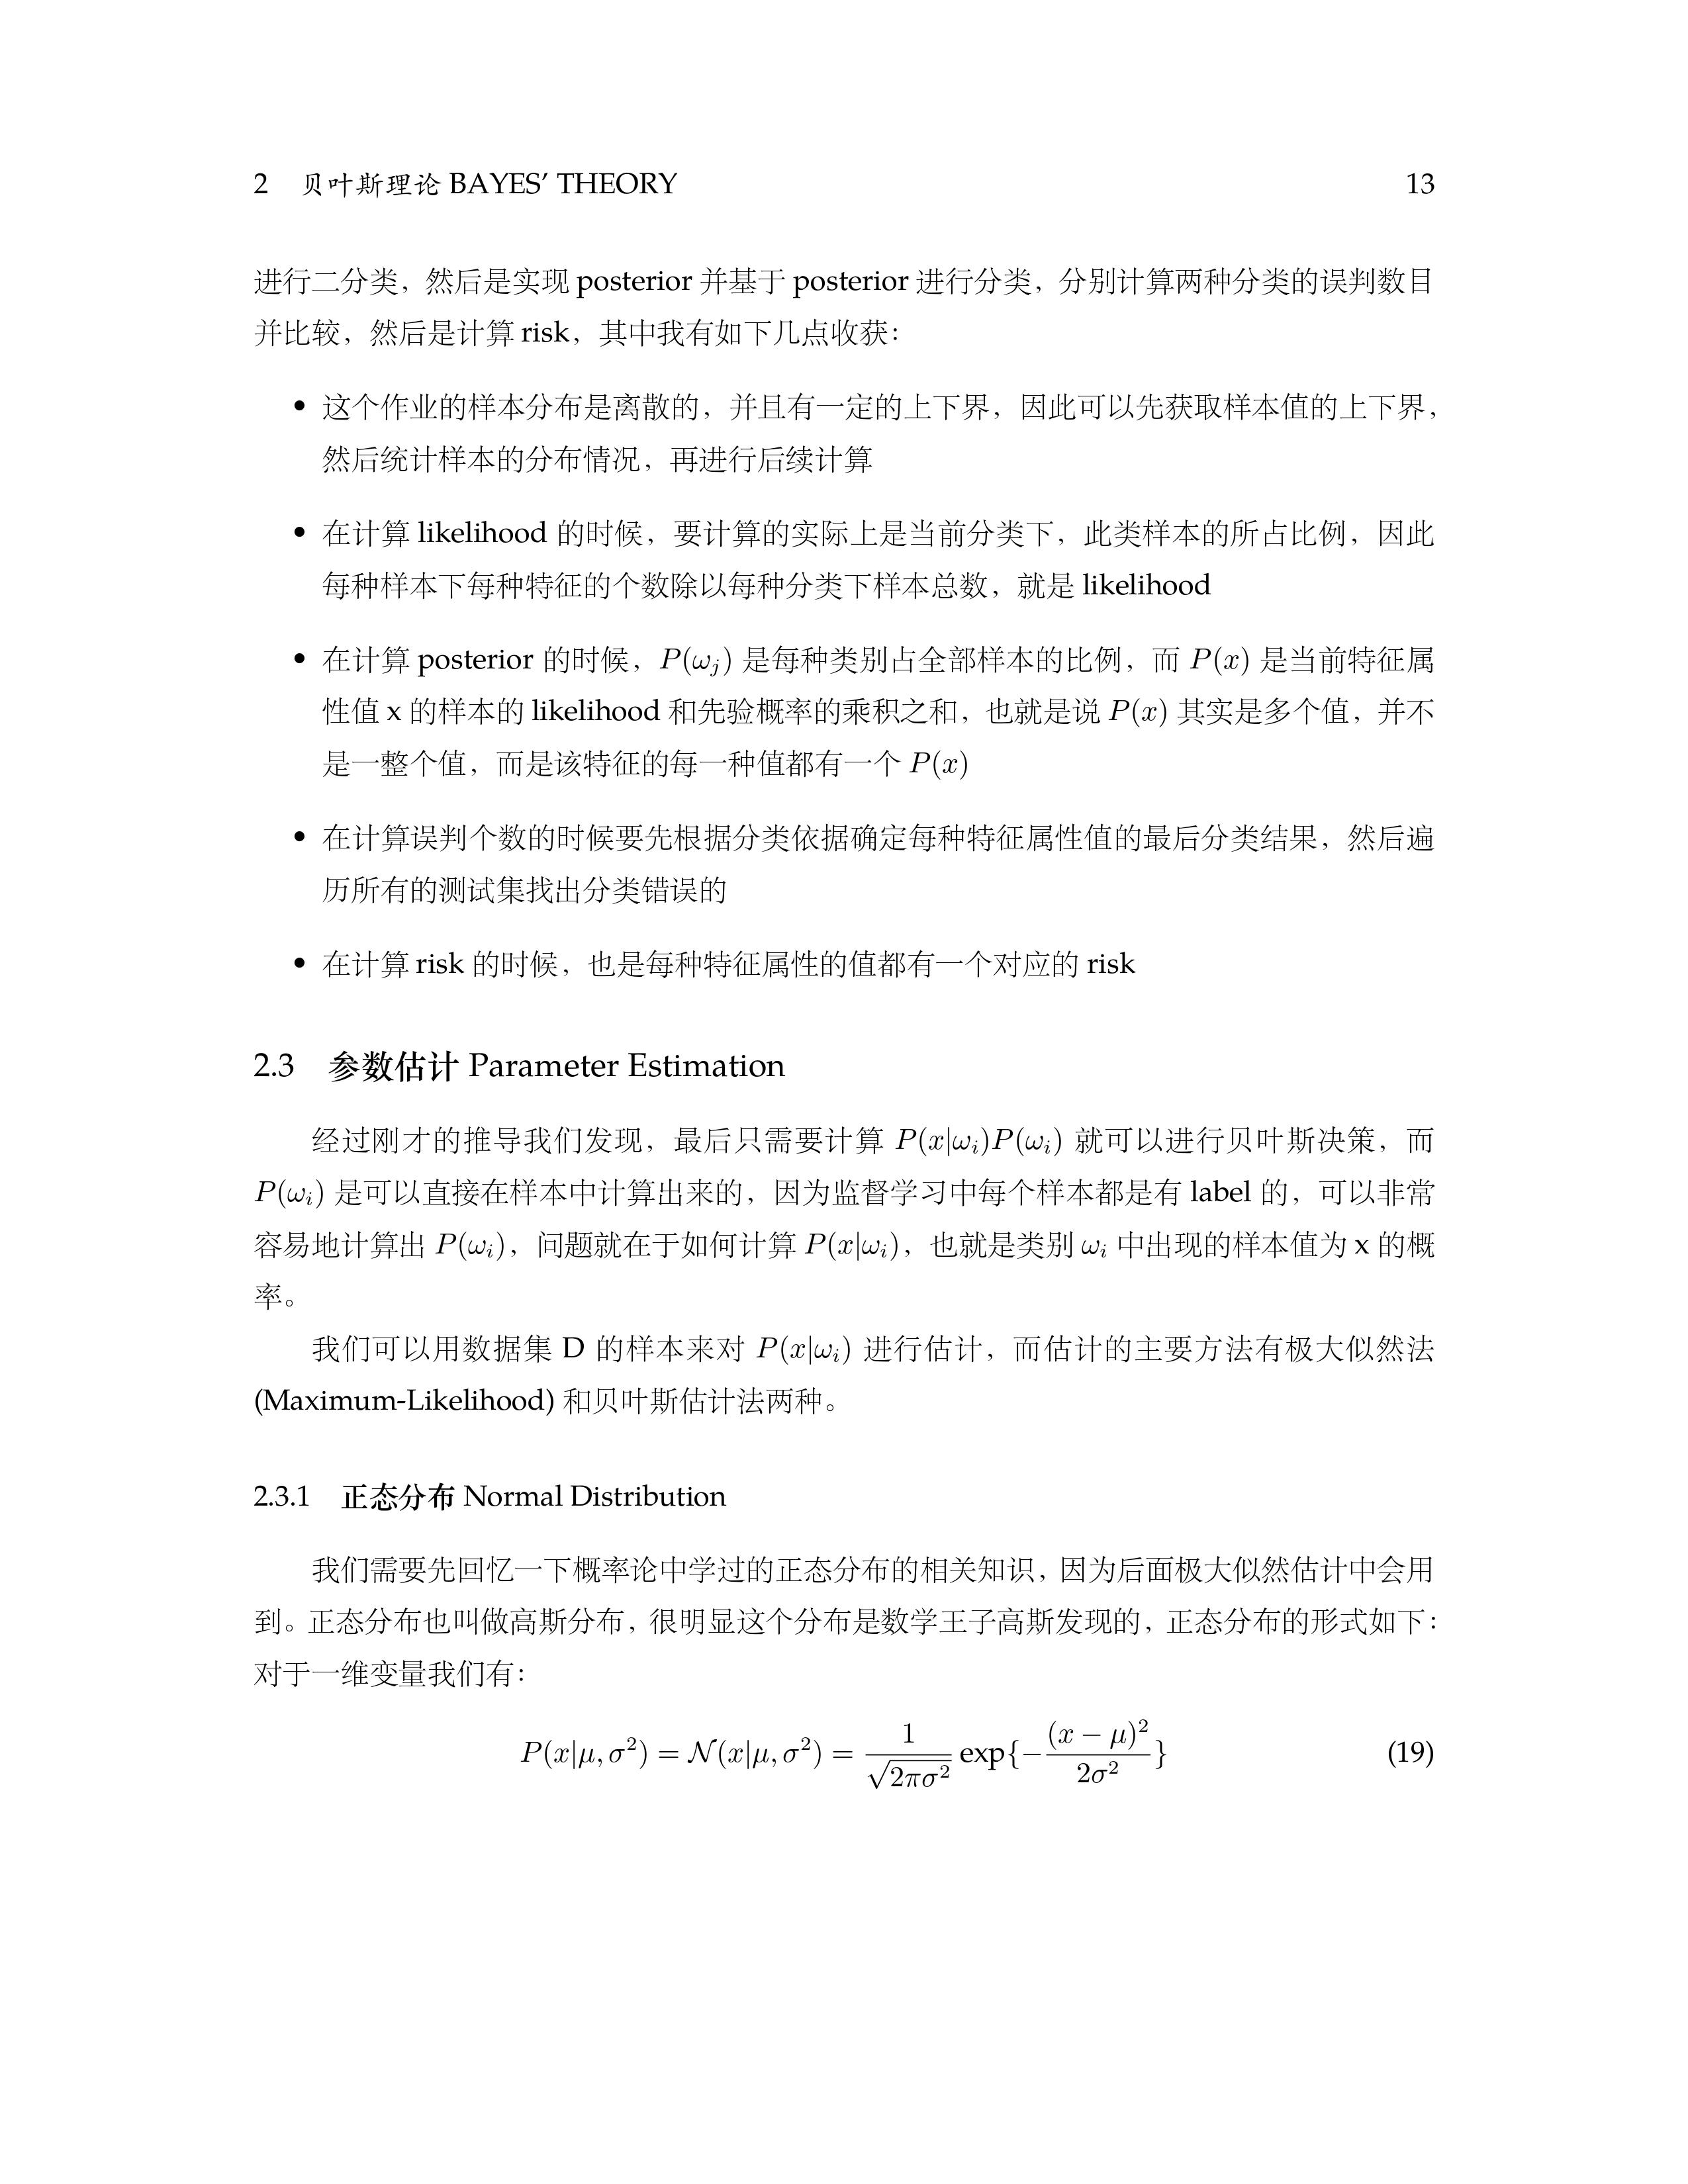 2 贝叶斯理论 BAYES’ THEORY 13
进行二分类，然后是实现 posterior 并基于 posterior 进行分类，分别计算两种分类的误判数目
并比较，然后是计算 risk，其中我有如下几点收获：
• 这个作业的样本分布是离散的，并且有一定的上下界，因此可以先获取样本值的上下界，
然后统计样本的分布情况，再进行后续计算
• 在计算 likelihood 的时候，要计算的实际上是当前分类下，此类样本的所占比例，因此
每种样本下每种特征的个数除以每种分类下样本总数，就是 likelihood
• 在计算 posterior 的时候，P(ω_j) 是每种类别占全部样本的比例，而 P(x) 是当前特征属
性值 x 的样本的 likelihood 和先验概率的乘积之和，也就是说 P(x) 其实是多个值，并不
是一整个值，而是该特征的每一种值都有一个 P(x)
• 在计算误判个数的时候要先根据分类依据确定每种特征属性值的最后分类结果，然后遍
历所有的测试集找出分类错误的
• 在计算 risk 的时候，也是每种特征属性的值都有一个对应的 risk
2.3 参数估计 Parameter Estimation
经过刚才的推导我们发现，最后只需要计算 P(x|ω_i)P(ω_i) 就可以进行贝叶斯决策，而
P(ω_i) 是可以直接在样本中计算出来的，因为监督学习中每个样本都是有 label 的，可以非常
容易地计算出 P(ω_i)，问题就在于如何计算 P(x|ω_i)，也就是类别 ω_i 中出现的样本值为 x 的概
率。
我们可以用数据集 D 的样本来对 P(x|ω_i) 进行估计，而估计的主要方法有极大似然法
(Maximum-Likelihood) 和贝叶斯估计法两种。
2.3.1 正态分布 Normal Distribution
我们需要先回忆一下概率论中学过的正态分布的相关知识，因为后面极大似然估计中会用
到。正态分布也叫做高斯分布，很明显这个分布是数学王子高斯发现的，正态分布的形式如下：
对于一维变量我们有：
P(x|μ, σ^2) = \mathcal{N}(x|μ, σ^2) = \frac{1}{\sqrt{2πσ^2}} exp{−\frac{(x − μ)^2}{2σ^2}} (19)